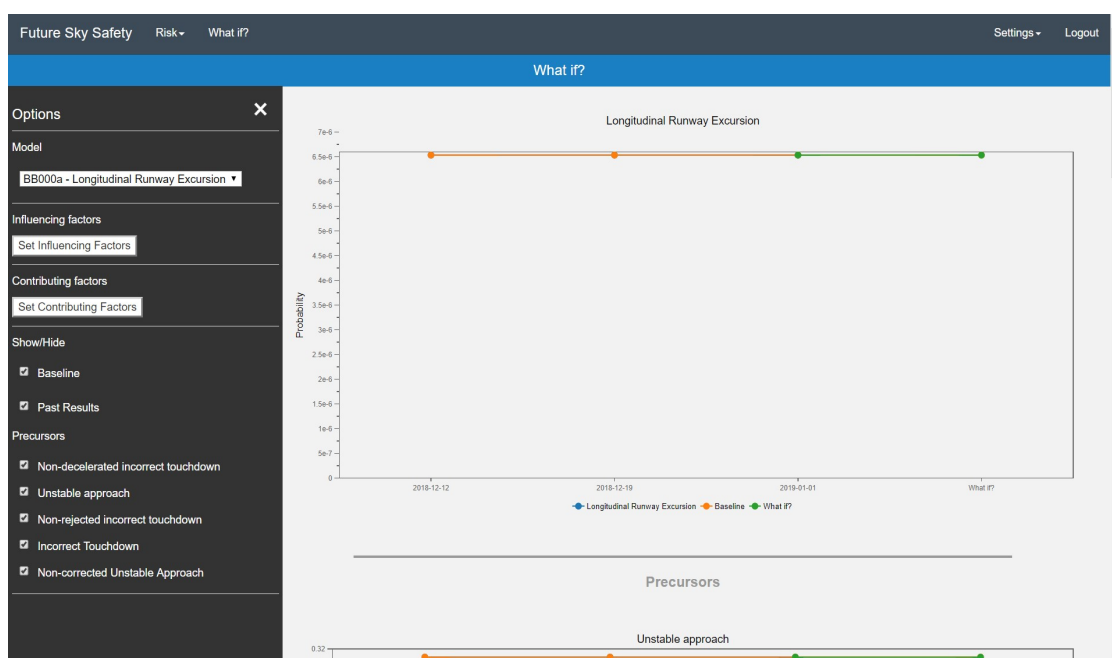 Future Sky Safety Risk What if? Settings Logout
What if?
Options ×
Model
BB000a - Longitudinal Runway Excursion
Influencing factors
Set Influencing Factors
Contributing factors
Set Contributing Factors
Show/Hide
Baseline
Past Results
Precursors
Non-decelerated incorrect touchdown
Unstable approach
Non-rejected incorrect touchdown
Incorrect Touchdown
Non-corrected Unstable Approach
Longitudinal Runway Excursion
Probability
7e-6
6.5e-6
6e-6
5.5e-6
5e-6
4.5e-6
4e-6
3.5e-6
3e-6
2.5e-6
2e-6
1.5e-6
1e-6
5e-7
0
2018-12-12 2018-12-19 2019-01-01 What if?
Longitudinal Runway Excursion Baseline What if?
Precursors
Unstable approach
0.32